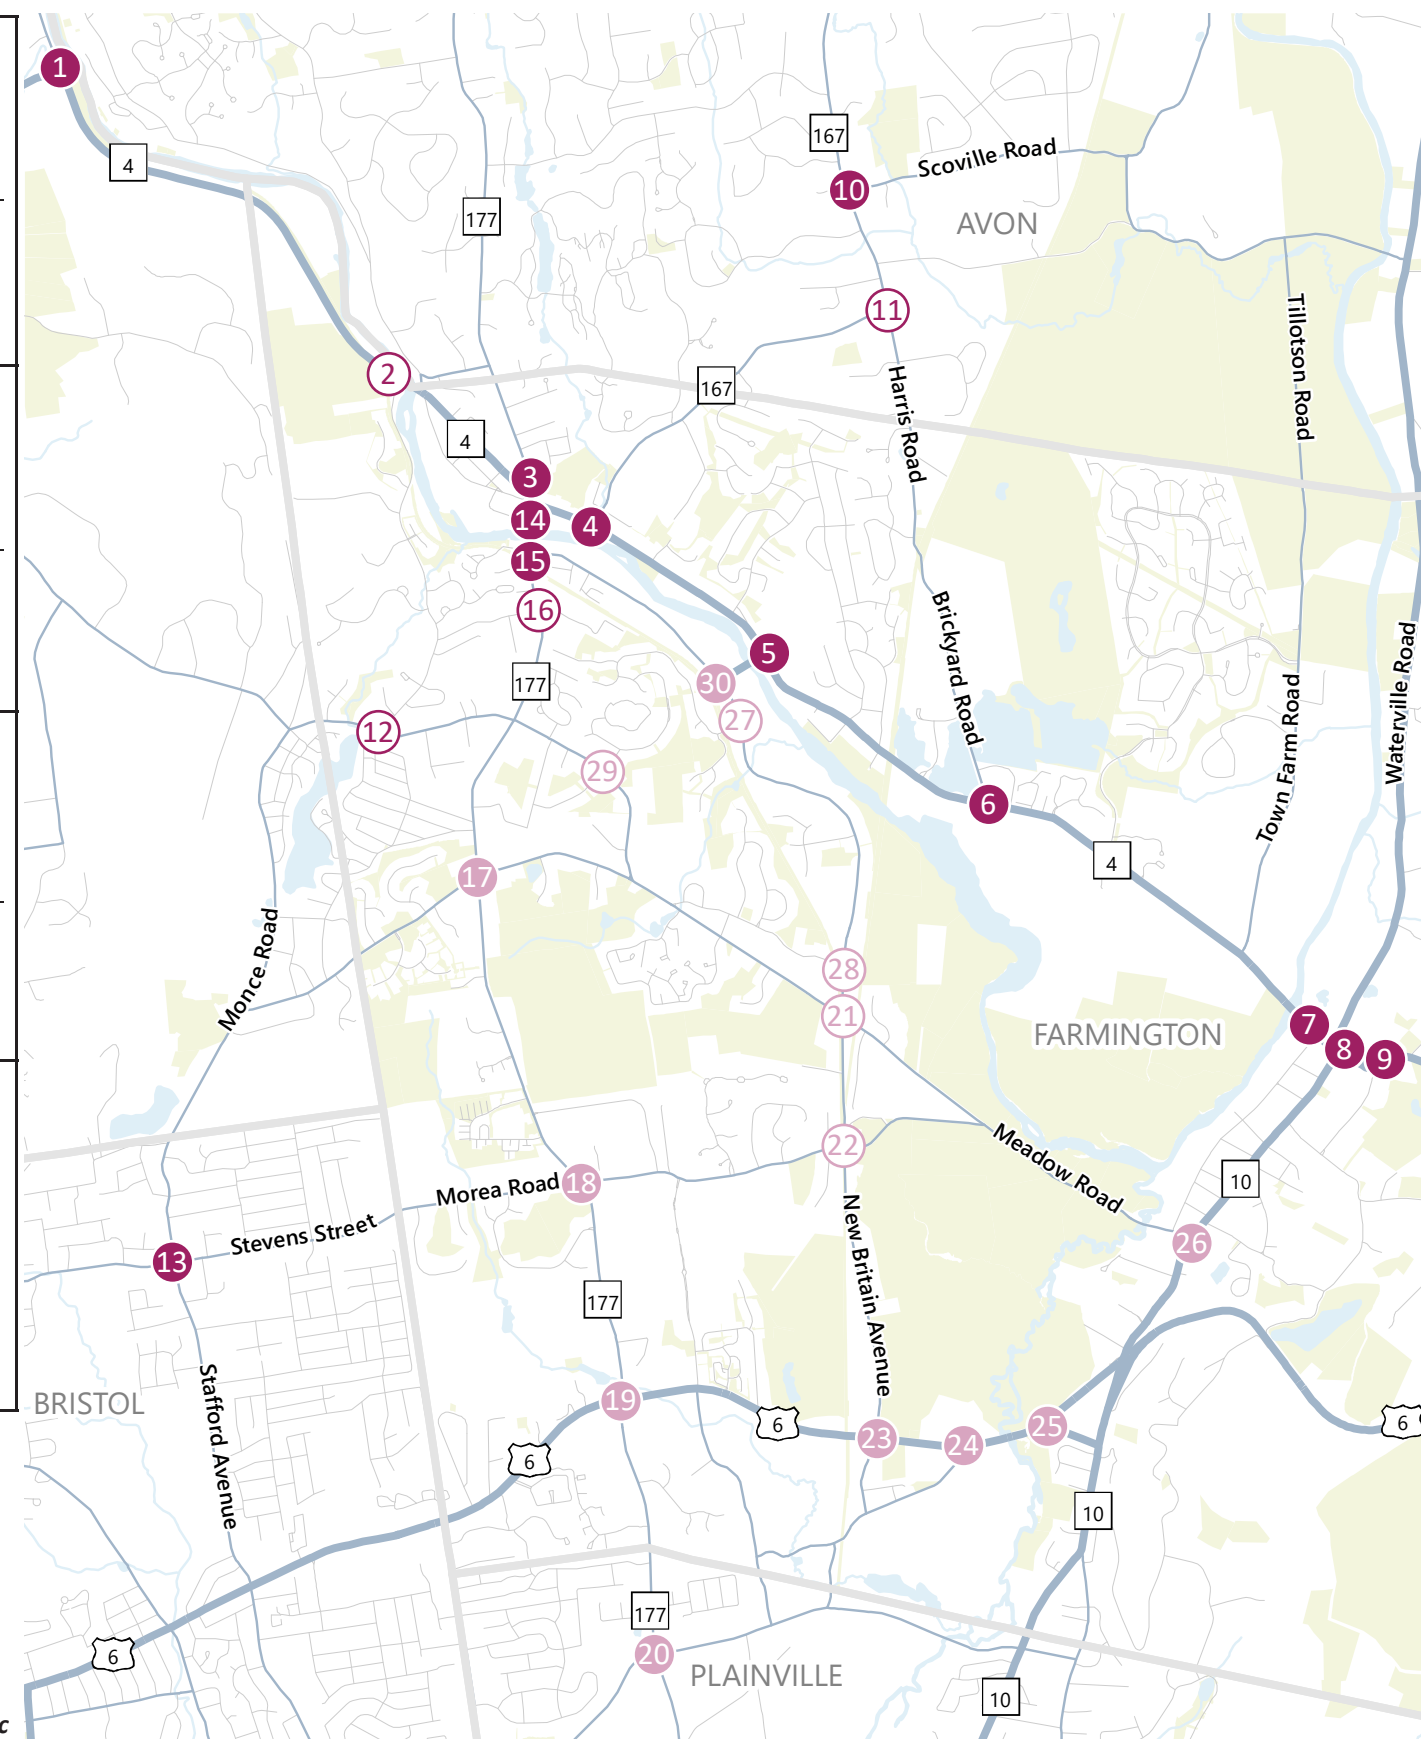 1
167
Scoville Road
4
10
177
AVON
11
Tillotson Road
2
Harris Road
167
4
3
14
4
15
16
Brickyard Road
5
Waterville Road
177
30
Town Farm Road
27
12
29
6
4
17
Monce Road
28
21
7
FARMINGTON
8
9
22
Meadow Road
Morea Road
18
10
New Britain Avenue
Stevens Street
26
13
177
Stafford Avenue
BRISTOL
19
6
23
25
6
24
6
10
177
6
20
PLAINVILLE
10
c